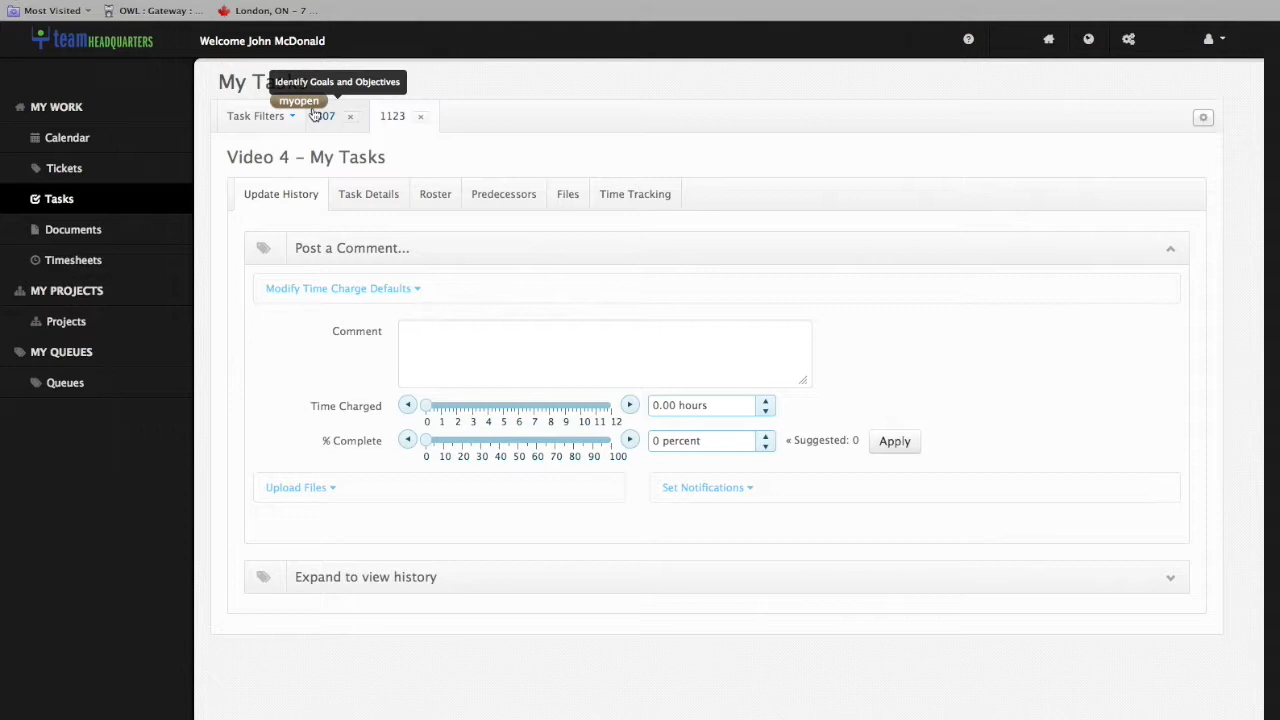 Most Visited
OWL : Gateway : ...
London, ON - 7 ...
teamHEADQUARTERS
Welcome John McDonald
MY WORK
Calendar
Tickets
Tasks
Documents
Timesheets
MY PROJECTS
Projects
MY QUEUES
Queues
Identify Goals and Objectives
myopen
Task Filters
07 ×
1123 ×
Video 4 – My Tasks
Update History
Task Details
Roster
Predecessors
Files
Time Tracking
Post a Comment...
Modify Time Charge Defaults
Comment
Time Charged
0 1 2 3 4 5 6 7 8 9 10 11 12
0.00 hours
% Complete
0 10 20 30 40 50 60 70 80 90 100
0 percent
« Suggested: 0
Apply
Upload Files
Set Notifications
Expand to view history